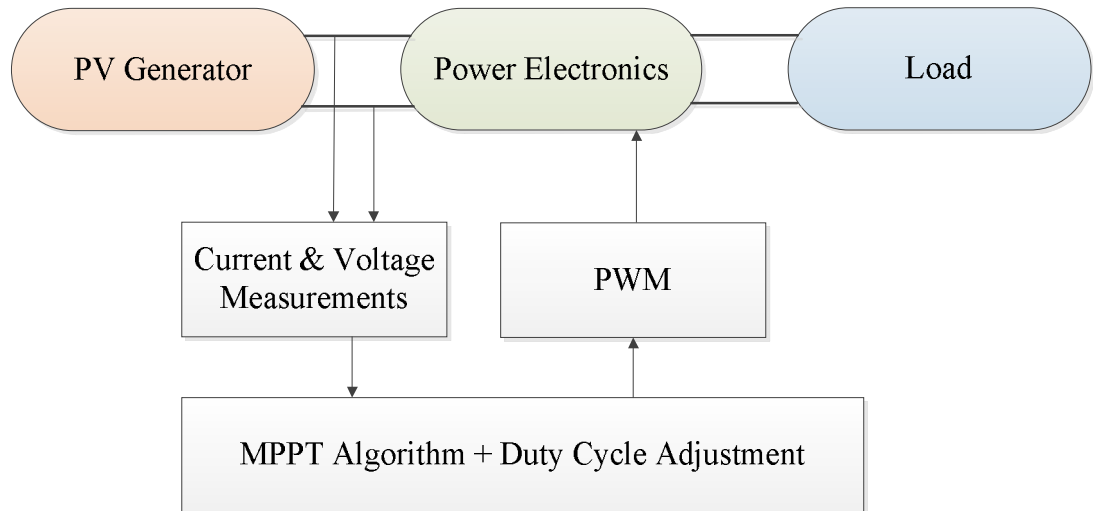 PV Generator
Power Electronics
Load
Current & Voltage
Measurements
PWM
MPPT Algorithm + Duty Cycle Adjustment